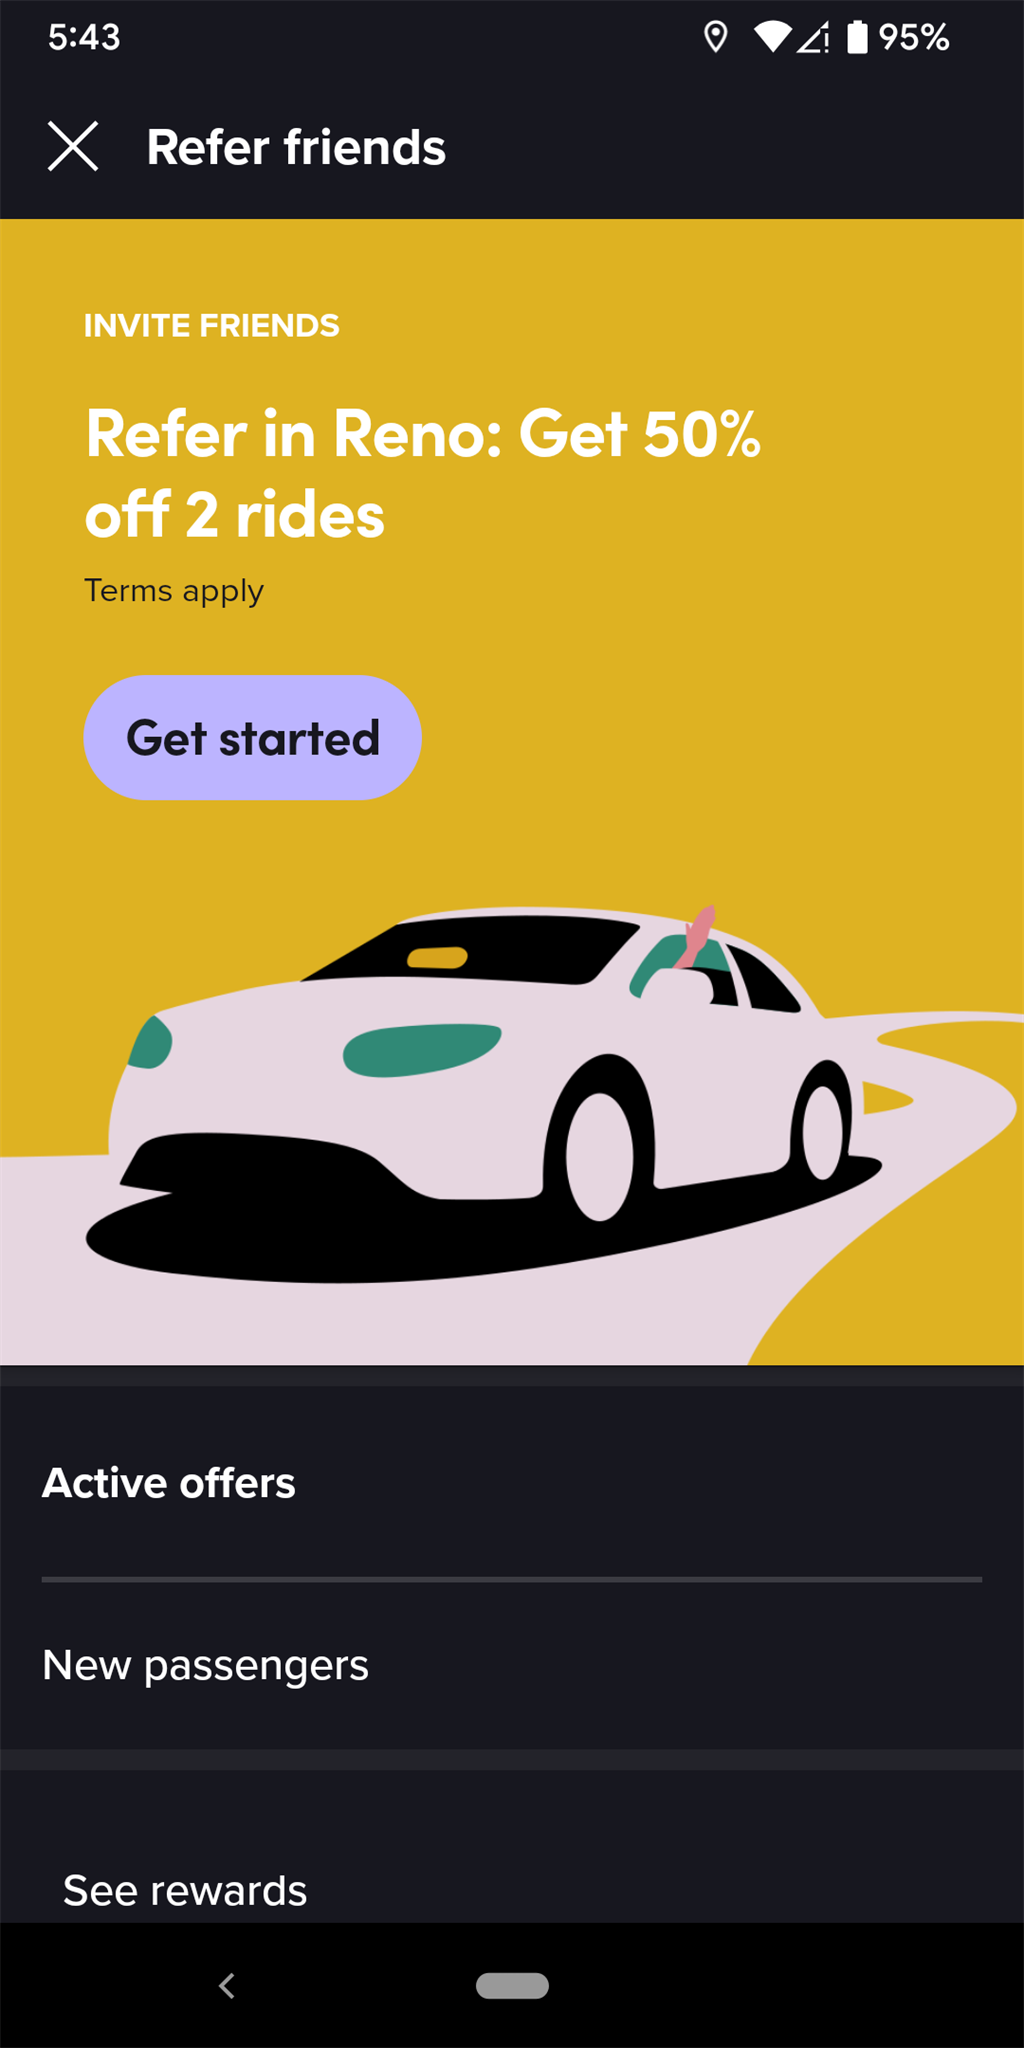 5:43
95%
Refer friends
INVITE FRIENDS
Refer in Reno: Get 50%
off 2 rides
Terms apply
Get started
Active offers
New passengers
See rewards